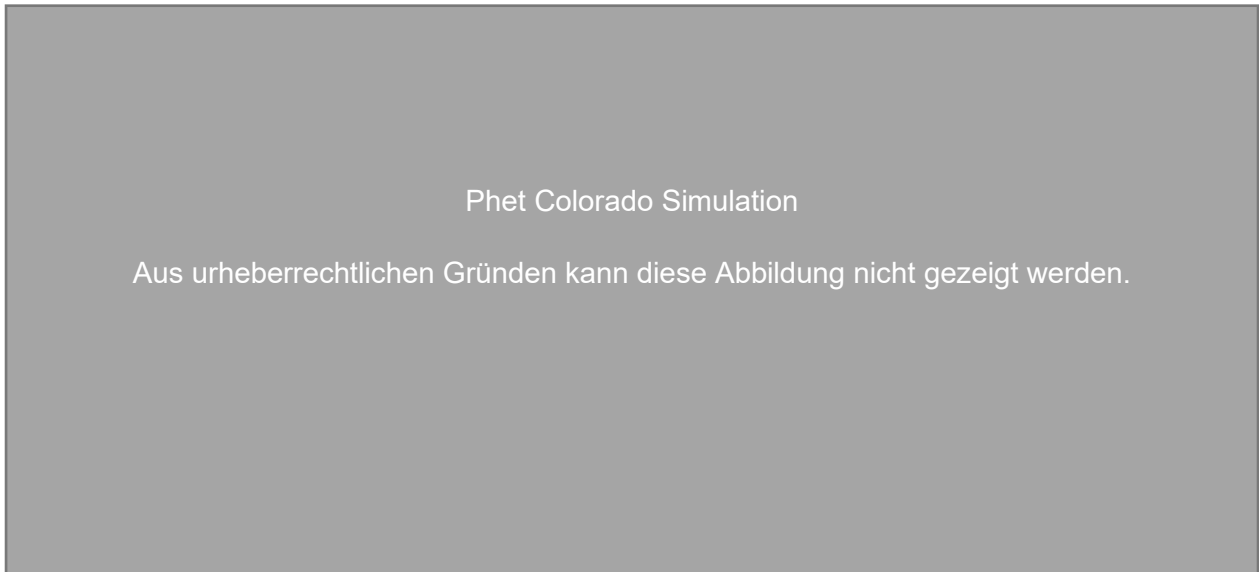 Phet Colorado Simulation
Aus urheberrechtlichen Gründen kann diese Abbildung nicht gezeigt werden.